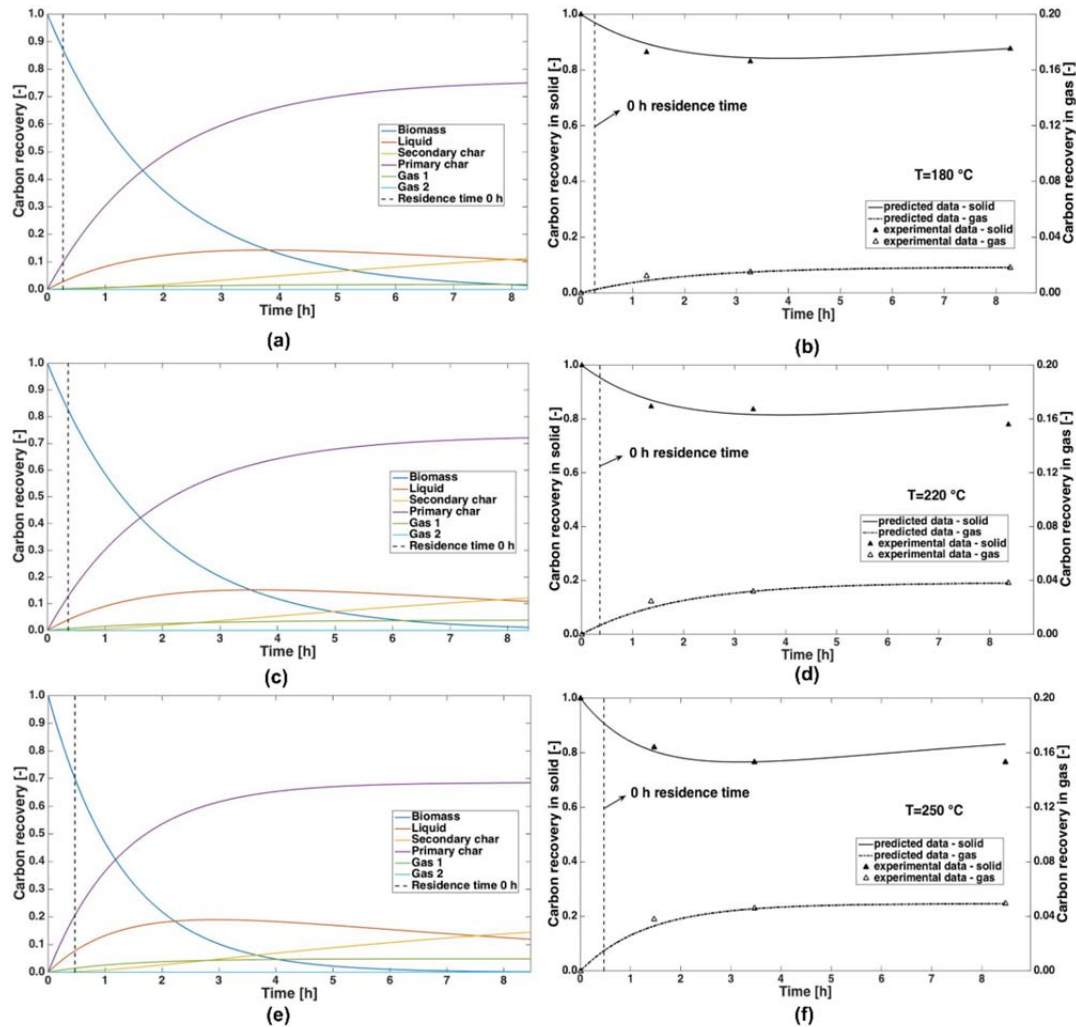 1.0
0.9
0.8
0.7
0.6
0.5
0.4
0.3
0.2
0.1
0.0
Carbon recovery [-]
0 1 2 3 4 5 6 7 8
Time [h]
Biomass
Liquid
Secondary char
Primary char
Gas 1
Gas 2
Residence time 0 h
(a)
1.0
0.8
0.6
0.4
0.2
0.0
Carbon recovery in solid [-]
0 h residence time
T=180 °C
predicted data - solid
predicted data - gas
experimental data - solid
experimental data - gas
0.20
0.16
0.12
0.08
0.04
0.00
Carbon recovery in gas [-]
0 1 2 3 4 5 6 7 8
Time [h]
(b)
1.0
0.9
0.8
0.7
0.6
0.5
0.4
0.3
0.2
0.1
0.0
Carbon recovery [-]
0 1 2 3 4 5 6 7 8
Time [h]
Biomass
Liquid
Secondary char
Primary char
Gas 1
Gas 2
Residence time 0 h
(c)
1.0
0.8
0.6
0.4
0.2
0.0
Carbon recovery in solid [-]
0 h residence time
T=220 °C
predicted data - solid
predicted data - gas
experimental data - solid
experimental data - gas
0.20
0.16
0.12
0.08
0.04
0.00
Carbon recovery in gas [-]
0 1 2 3 4 5 6 7 8
Time [h]
(d)
1.0
0.9
0.8
0.7
0.6
0.5
0.4
0.3
0.2
0.1
0.0
Carbon recovery [-]
0 1 2 3 4 5 6 7 8
Time [h]
Biomass
Liquid
Secondary char
Primary char
Gas 1
Gas 2
Residence time 0 h
(e)
1.0
0.8
0.6
0.4
0.2
0.0
Carbon recovery in solid [-]
0 h residence time
T=250 °C
predicted data - solid
predicted data - gas
experimental data - solid
experimental data - gas
0.20
0.16
0.12
0.08
0.04
0.00
Carbon recovery in gas [-]
0 1 2 3 4 5 6 7 8 9
Time [h]
(f)